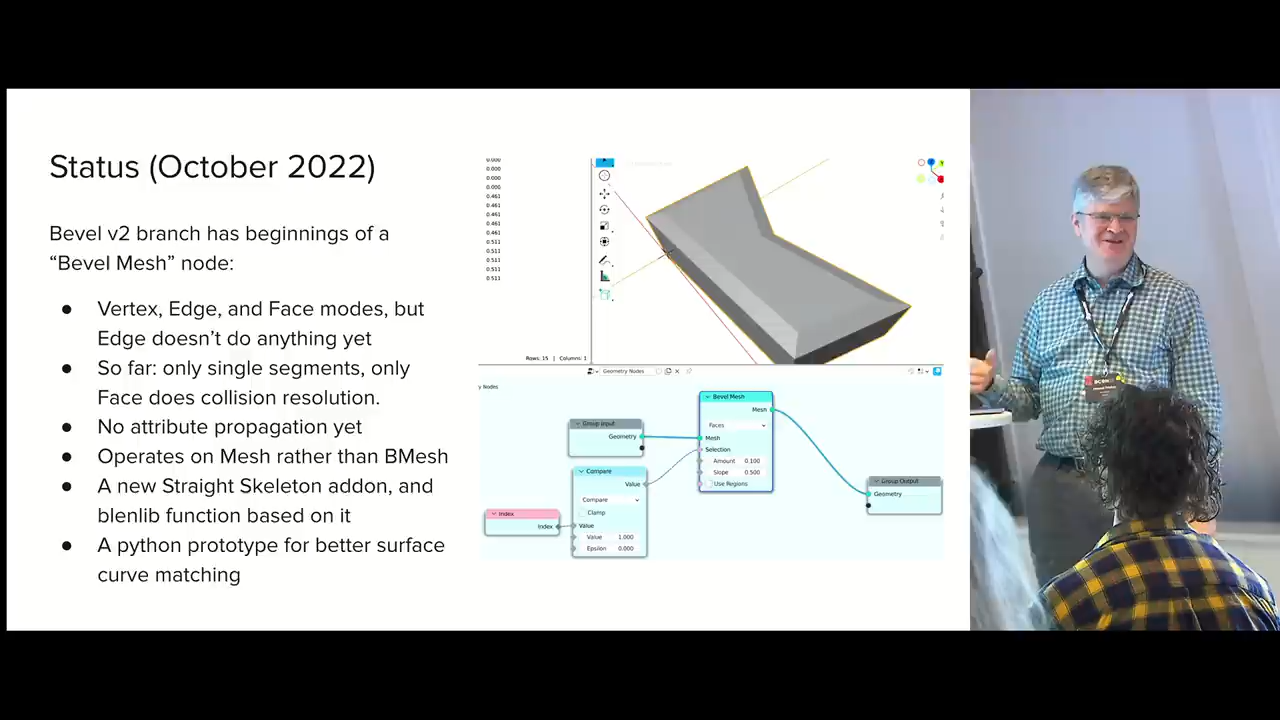 Status (October 2022)
Bevel v2 branch has beginnings of a
“Bevel Mesh” node:
● Vertex, Edge, and Face modes, but
Edge doesn’t do anything yet
● So far: only single segments, only
Face does collision resolution.
● No attribute propagation yet
● Operates on Mesh rather than BMesh
● A new Straight Skeleton addon, and
blenlib function based on it
● A python prototype for better surface
curve matching
0.000
0.000
0.000
0.000
0.461
0.461
0.461
0.461
0.461
0.511
0.511
0.511
0.511
0.511
Rows: 15 | Columns: 1
Geometry Nodes
y Nodes
Group Input
Geometry
Index
Index
Compare
Value
Compare
Clamp
Value
Value 1.000
Epsilon 0.000
Bevel Mesh
Mesh
Faces
Mesh
Selection
Amount 0.100
Slope 0.500
Use Regions
Group Output
Geometry